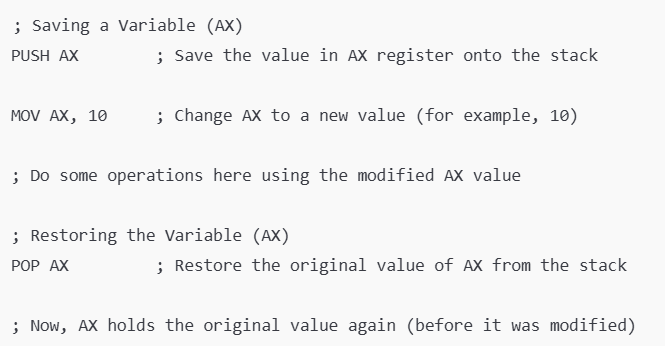 ; Saving a Variable (AX)
PUSH AX        ; Save the value in AX register onto the stack
MOV AX, 10     ; Change AX to a new value (for example, 10)
; Do some operations here using the modified AX value
; Restoring the Variable (AX)
POP AX         ; Restore the original value of AX from the stack
; Now, AX holds the original value again (before it was modified)